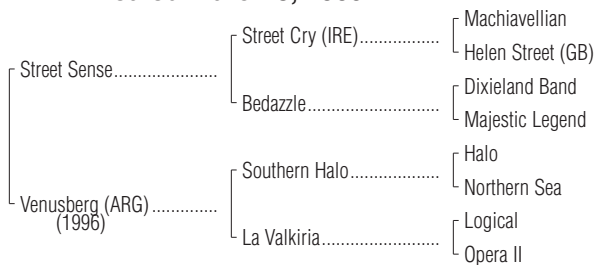 Street Sense....................
Venusberg (ARG).............
(1996)
Street Cry (IRE)................
Bedazzle..........................
Southern Halo..................
La Valkiria.......................
Machiavellian
Helen Street (GB)
Dixieland Band
Majestic Legend
Halo
Northern Sea
Logical
Opera II